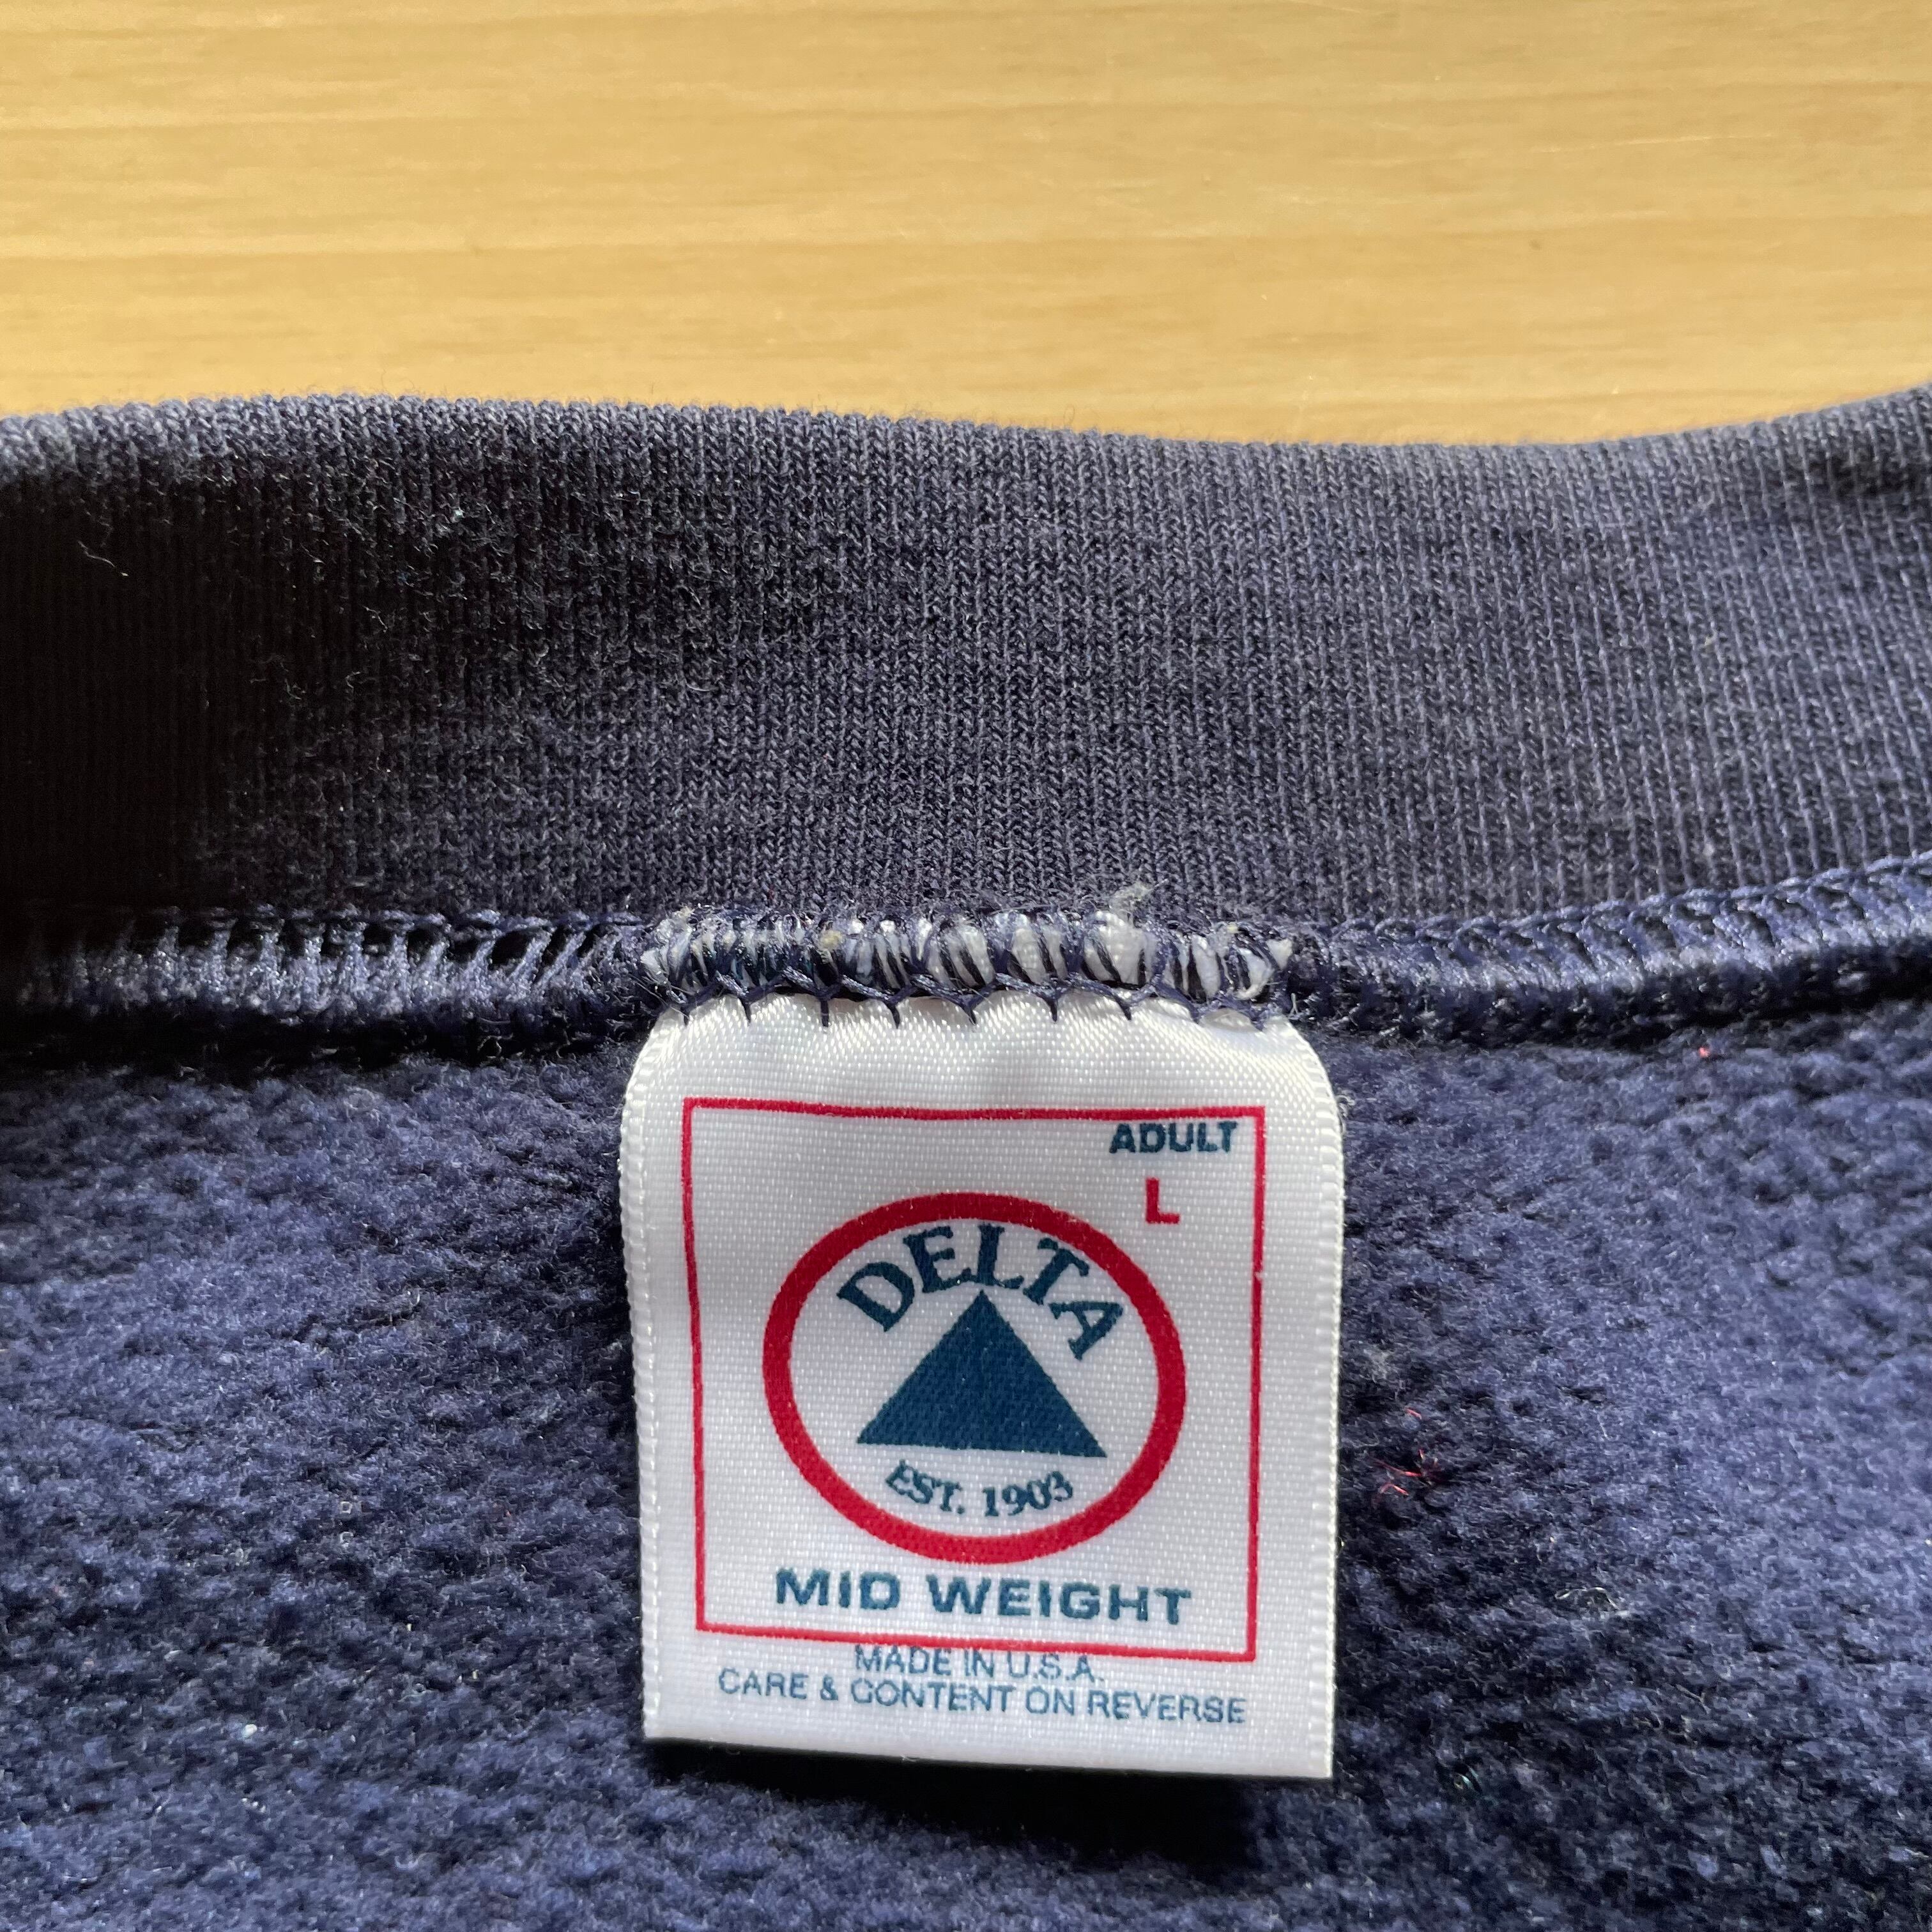 ADULT
L
DELTA
EST. 1903
MID WEIGHT
MADE IN U.S.A.
CARE & CONTENT ON REVERSE